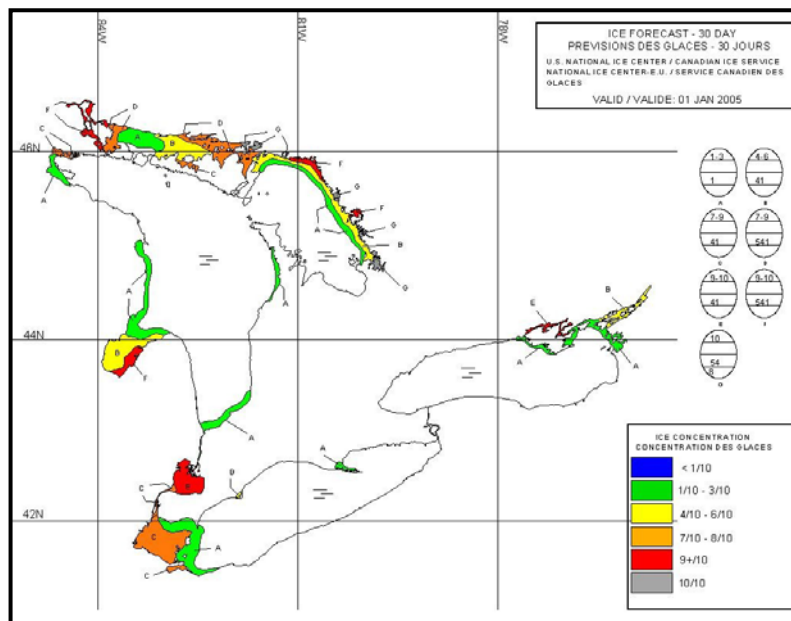 84W
81W
78W
ICE FORECAST - 30 DAY
PREVISIONS DES GLACES - 30 JOURS
U.S. NATIONAL ICE CENTER / CANADIAN ICE SERVICE
NATIONAL ICE CENTER-E.U. / SERVICE CANADIEN DES
GLACES
VALID / VALIDE: 01 JAN 2005
F
D
D
G
C
A
B
46N
C
F
G
A
F
G
A
B
G
A
A
B
E
44N
A
A
B
F
A
A
B
C
42N
C
A
C
1-3
1
A
4-6
41
B
7-9
41
7-9
541
9-10
41
9-10
541
10
54
8
ICE CONCENTRATION
CONCENTRATION DES GLACES
< 1/10
1/10 - 3/10
4/10 - 6/10
7/10 - 8/10
9+/10
10/10